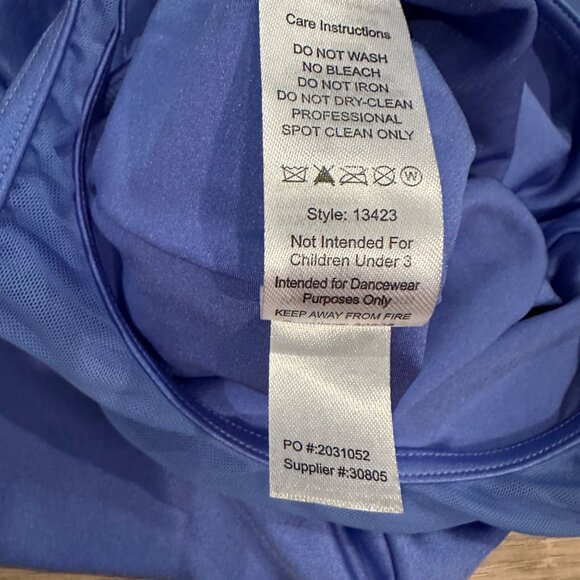 Care Instructions
DO NOT WASH
NO BLEACH
DO NOT IRON
DO NOT DRY-CLEAN
PROFESSIONAL
SPOT CLEAN ONLY
W
Style: 13423
Not Intended For
Children Under 3
Intended for Dancewear
Purposes Only
KEEP AWAY FROM FIRE
PO #:2031052
Supplier #:30805